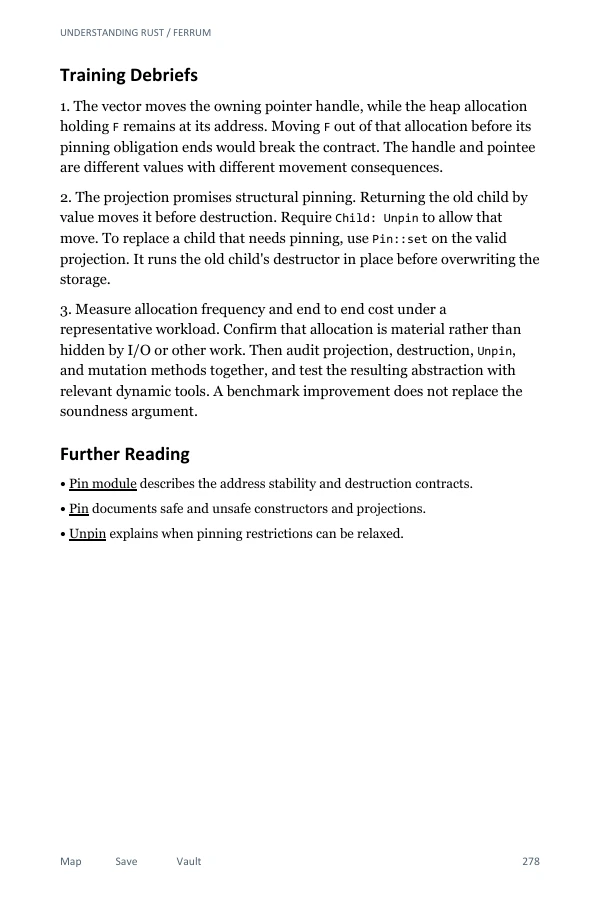 UNDERSTANDING RUST / FERRUM
Training Debriefs
1. The vector moves the owning pointer handle, while the heap allocation
holding F remains at its address. Moving F out of that allocation before its
pinning obligation ends would break the contract. The handle and pointee
are different values with different movement consequences.
2. The projection promises structural pinning. Returning the old child by
value moves it before destruction. Require Child: Unpin to allow that
move. To replace a child that needs pinning, use Pin::set on the valid
projection. It runs the old child's destructor in place before overwriting the
storage.
3. Measure allocation frequency and end to end cost under a
representative workload. Confirm that allocation is material rather than
hidden by I/O or other work. Then audit projection, destruction, Unpin,
and mutation methods together, and test the resulting abstraction with
relevant dynamic tools. A benchmark improvement does not replace the
soundness argument.
Further Reading
• Pin module describes the address stability and destruction contracts.
• Pin documents safe and unsafe constructors and projections.
• Unpin explains when pinning restrictions can be relaxed.
Map Save Vault 278